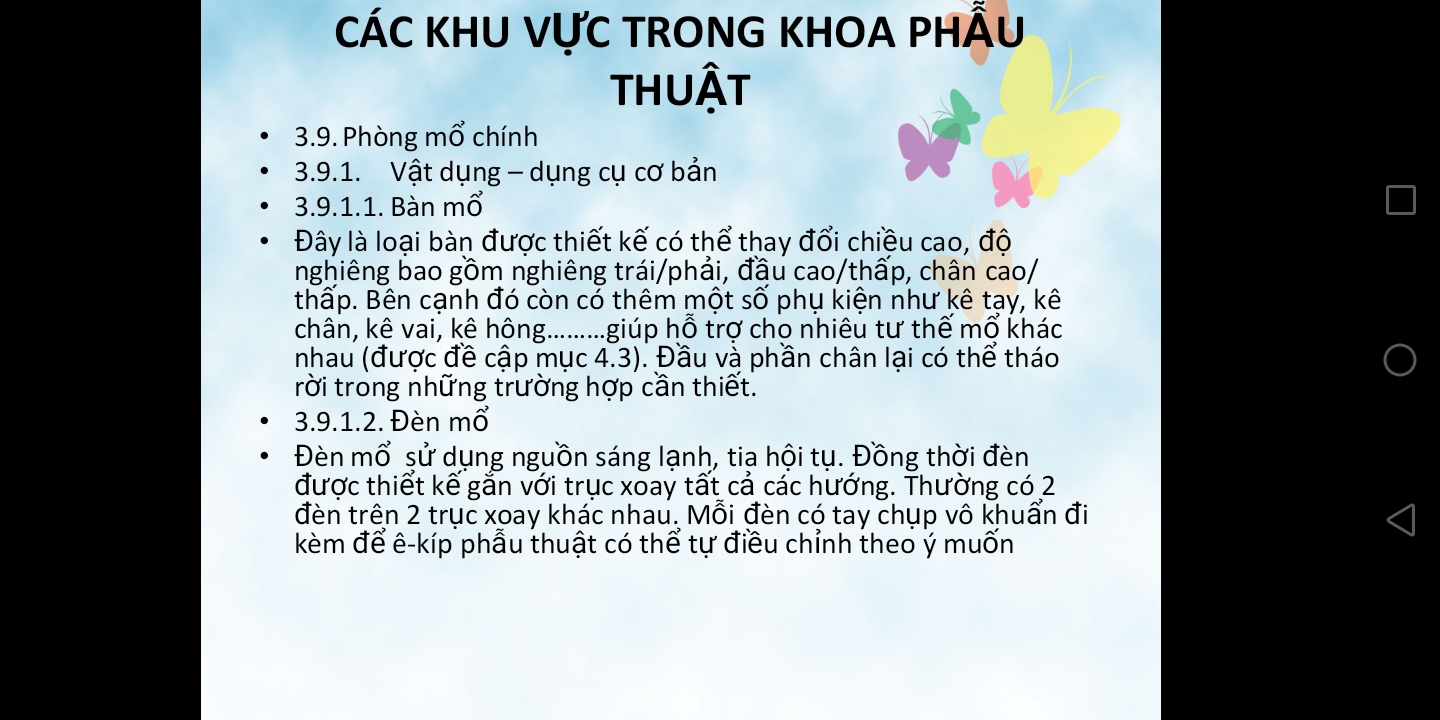 CÁC KHU VỰC TRONG KHOA PHẪU
THUẬT
• 3.9. Phòng mổ chính
• 3.9.1. Vật dụng – dụng cụ cơ bản
• 3.9.1.1. Bàn mổ
• Đây là loại bàn được thiết kế có thể thay đổi chiều cao, độ
nghiêng bao gồm nghiêng trái/phải, đầu cao/thấp, chân cao/
thấp. Bên cạnh đó còn có thêm một số phụ kiện như kê tay, kê
chân, kê vai, kê hông………giúp hỗ trợ cho nhiêu tư thế mổ khác
nhau (được đề cập mục 4.3). Đầu và phần chân lại có thể tháo
rời trong những trường hợp cần thiết.
• 3.9.1.2. Đèn mổ
• Đèn mổ sử dụng nguồn sáng lạnh, tia hội tụ. Đồng thời đèn
được thiết kế gắn với trục xoay tất cả các hướng. Thường có 2
đèn trên 2 trục xoay khác nhau. Mỗi đèn có tay chụp vô khuẩn đi
kèm để ê-kíp phẫu thuật có thể tự điều chỉnh theo ý muốn